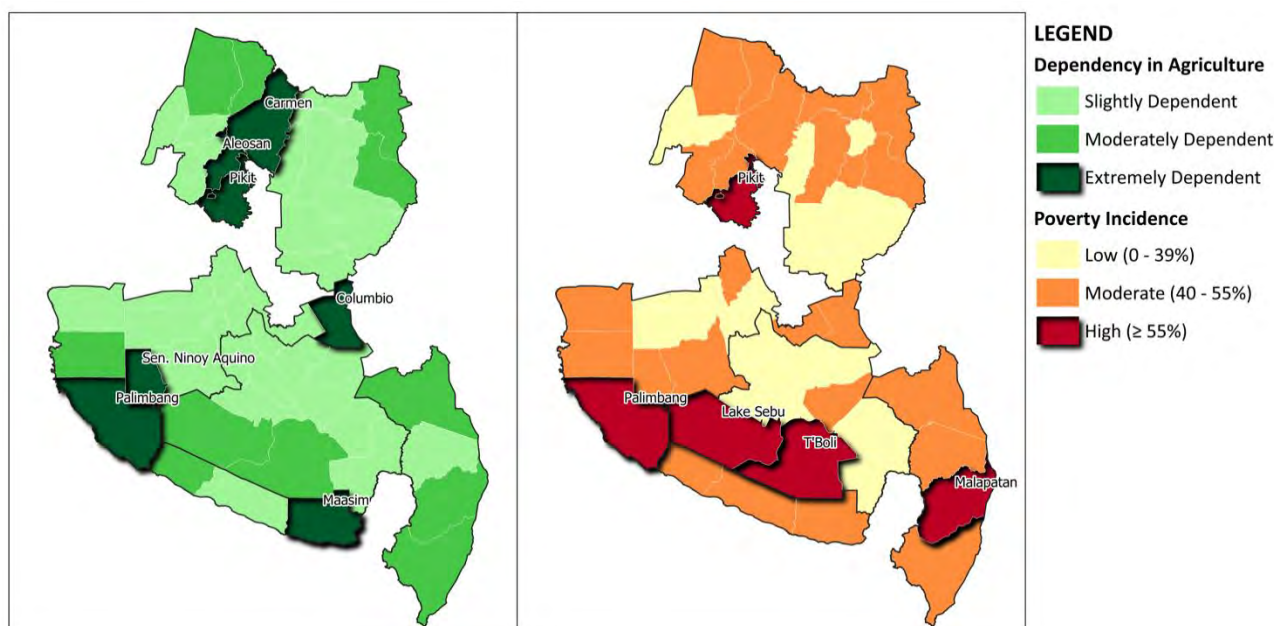 Carmen
Aleosan
Pikit
Columbio
Sen. Ninoy Aquino
Palimbang
Maasim
Pikit
Palimbang
Lake Sebu
T'Boli
Malapatan
LEGEND
Dependency in Agriculture
Slightly Dependent
Moderately Dependent
Extremely Dependent
Poverty Incidence
Low (0 - 39%)
Moderate (40 - 55%)
High (≥ 55%)